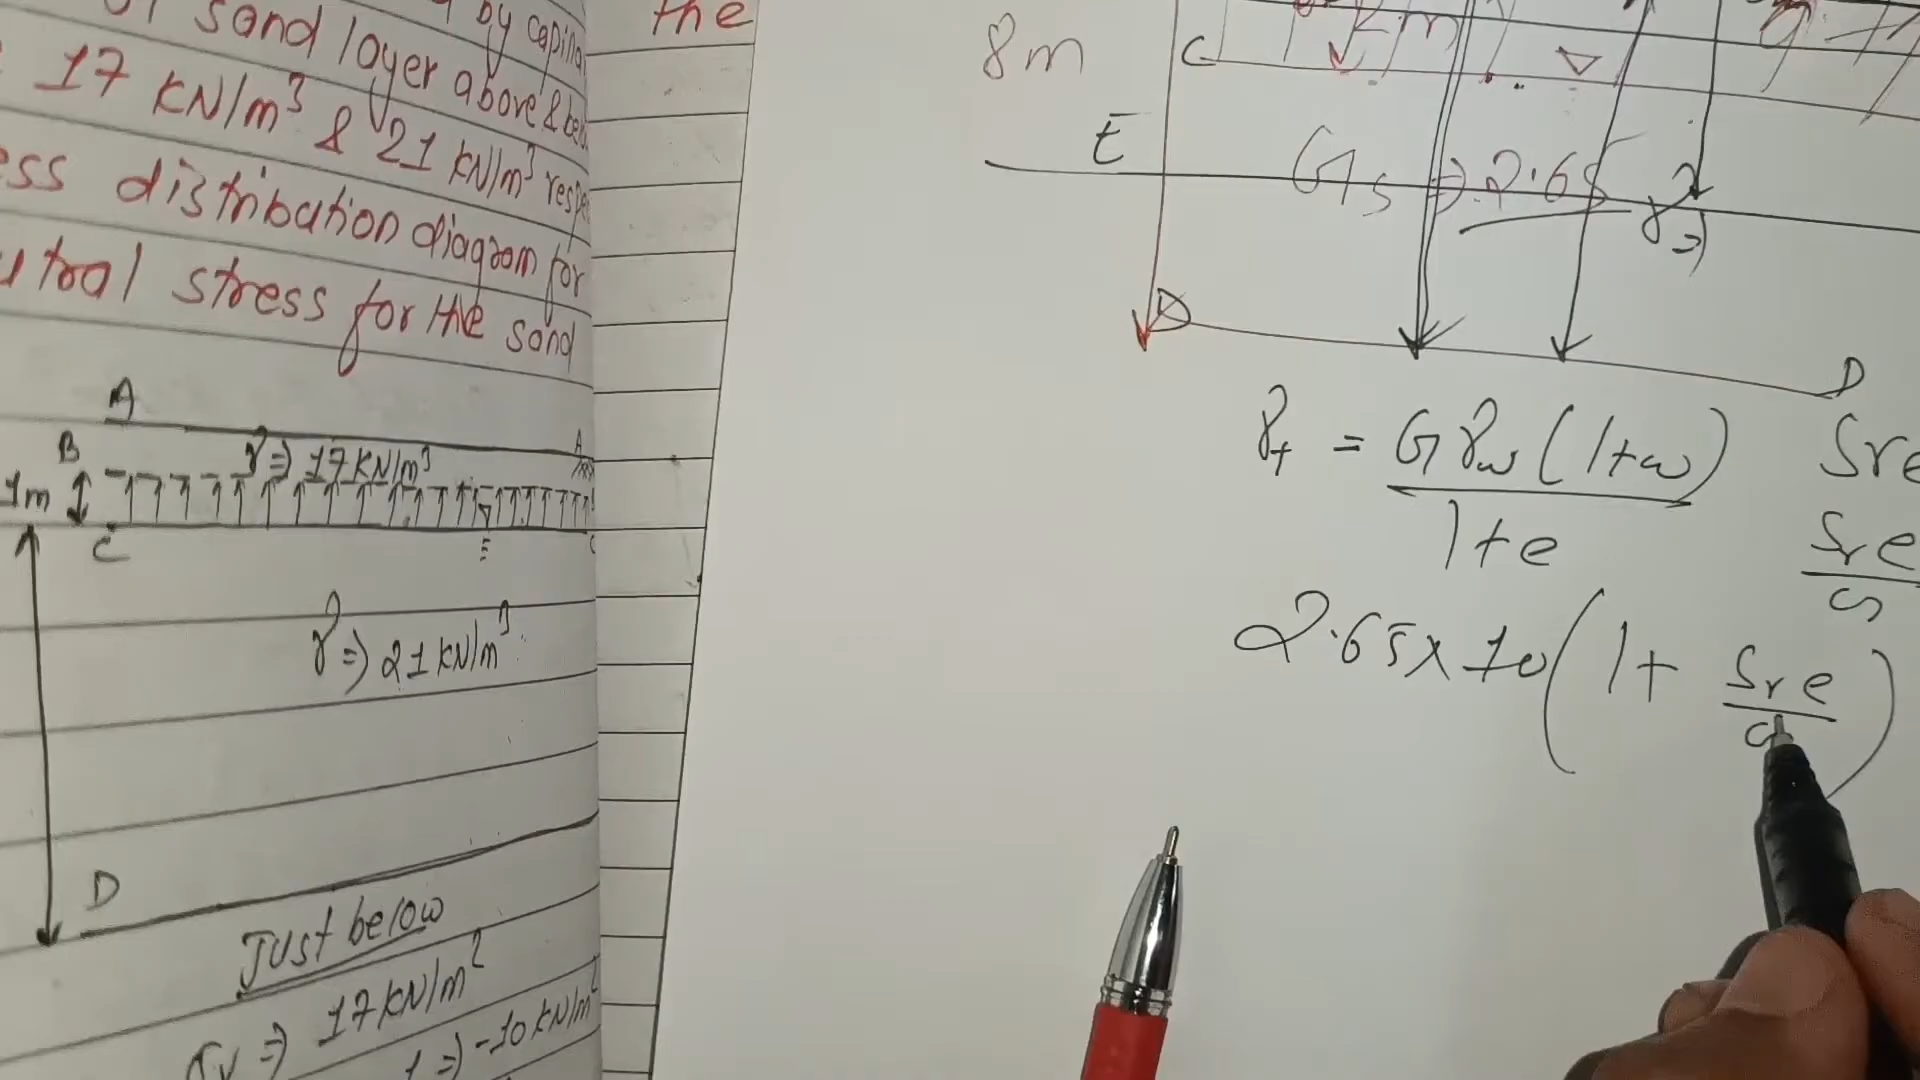 by
sand layer above &
17 KN/m³ & 21 KN/m³
ess distribution diagram for
utral stress for the sand
A
A
B
γ ⇒ 17 KN/m³
1m
C
E
C
γ ⇒ 21 KN/m³
D
Just below
17 KN/m²
⇒ -10 KN/m²
the
8m
C
E
Gs ⇒ 2.65
γ ⇒
D
D
γt = Gγw (1+w)
1+e
Sre
Sre
G
2.65 x 10 (1 + Sre
G
)